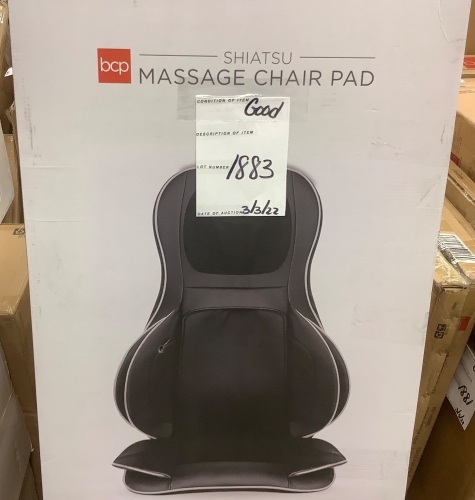 bcp
SHIATSU
MASSAGE CHAIR PAD
CONDITION OF ITEM Good
DESCRIPTION OF ITEM
LOT NUMBER 1883
DATE OF AUCTION 3/3/22
1881